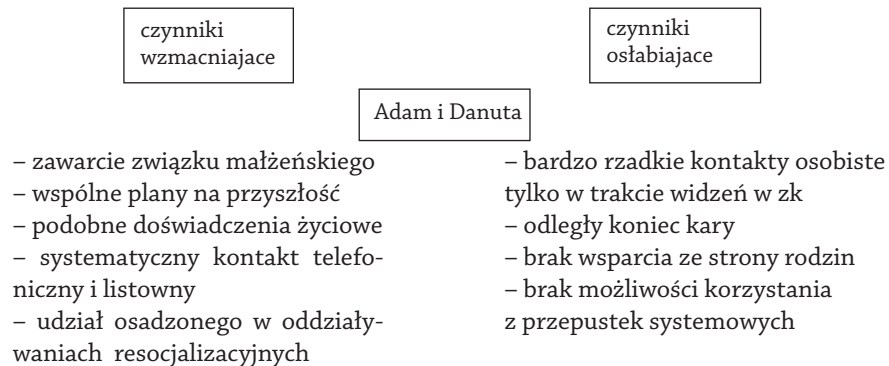 czynniki
wzmacniajace
czynniki
osłabiajace
Adam i Danuta
– zawarcie związku małżeńskiego
– wspólne plany na przyszłość
– podobne doświadczenia życiowe
– systematyczny kontakt telefo-
niczny i listowny
– udział osadzonego w oddziały-
waniach resocjalizacyjnych
– bardzo rzadkie kontakty osobiste
tylko w trakcie widzeń w zk
– odległy koniec kary
– brak wsparcia ze strony rodzin
– brak możliwości korzystania
z przepustek systemowych